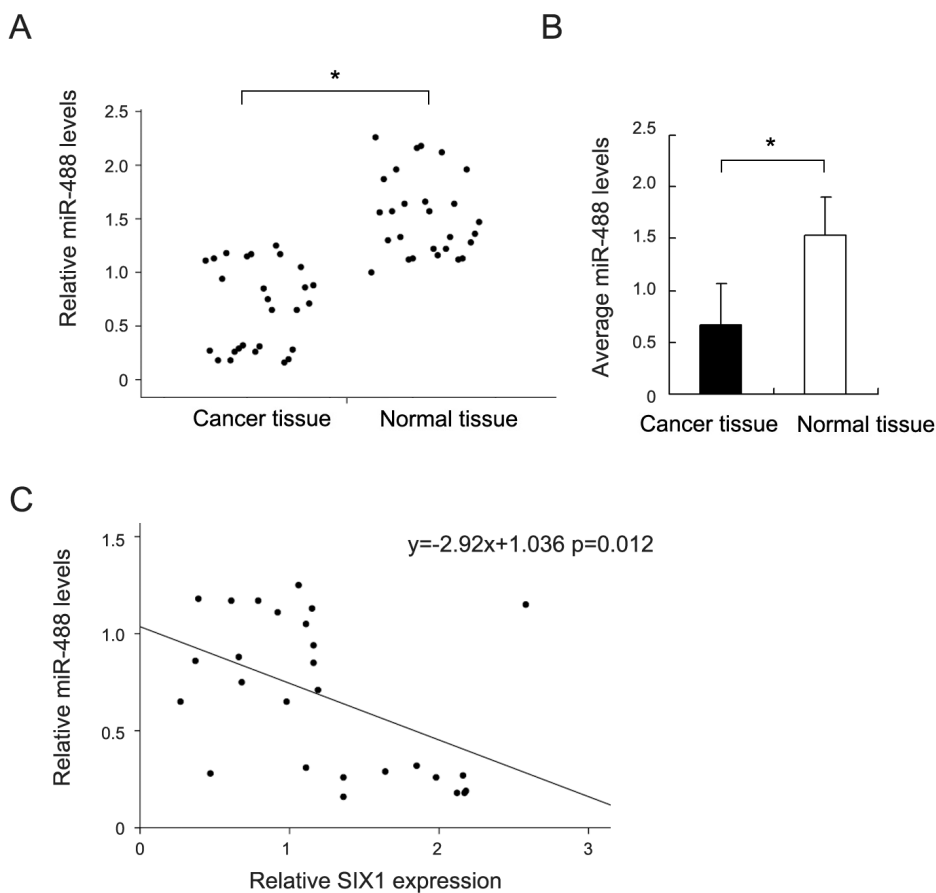 A
*
Relative miR-488 levels
2.5
2.0
1.5
1.0
0.5
0
Cancer tissue
Normal tissue
B
*
Average miR-488 levels
2.5
2.0
1.5
1.0
0.5
0
Cancer tissue
Normal tissue
C
y=-2.92x+1.036 p=0.012
Relative miR-488 levels
1.5
1.0
0.5
0
0
1
2
3
Relative SIX1 expression